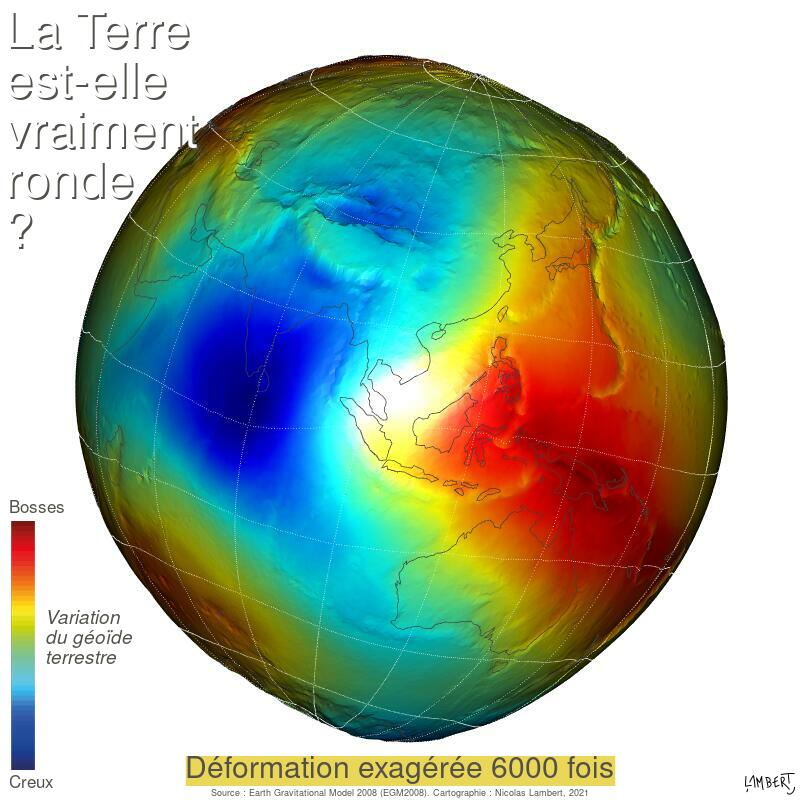 La Terre
est-elle
vraiment
ronde
?
Bosses
Variation
du géoïde
terrestre
Creux
Déformation exagérée 6000 fois
Source : Earth Gravitational Model 2008 (EGM2008). Cartographie : Nicolas Lambert, 2021
LAMBERT